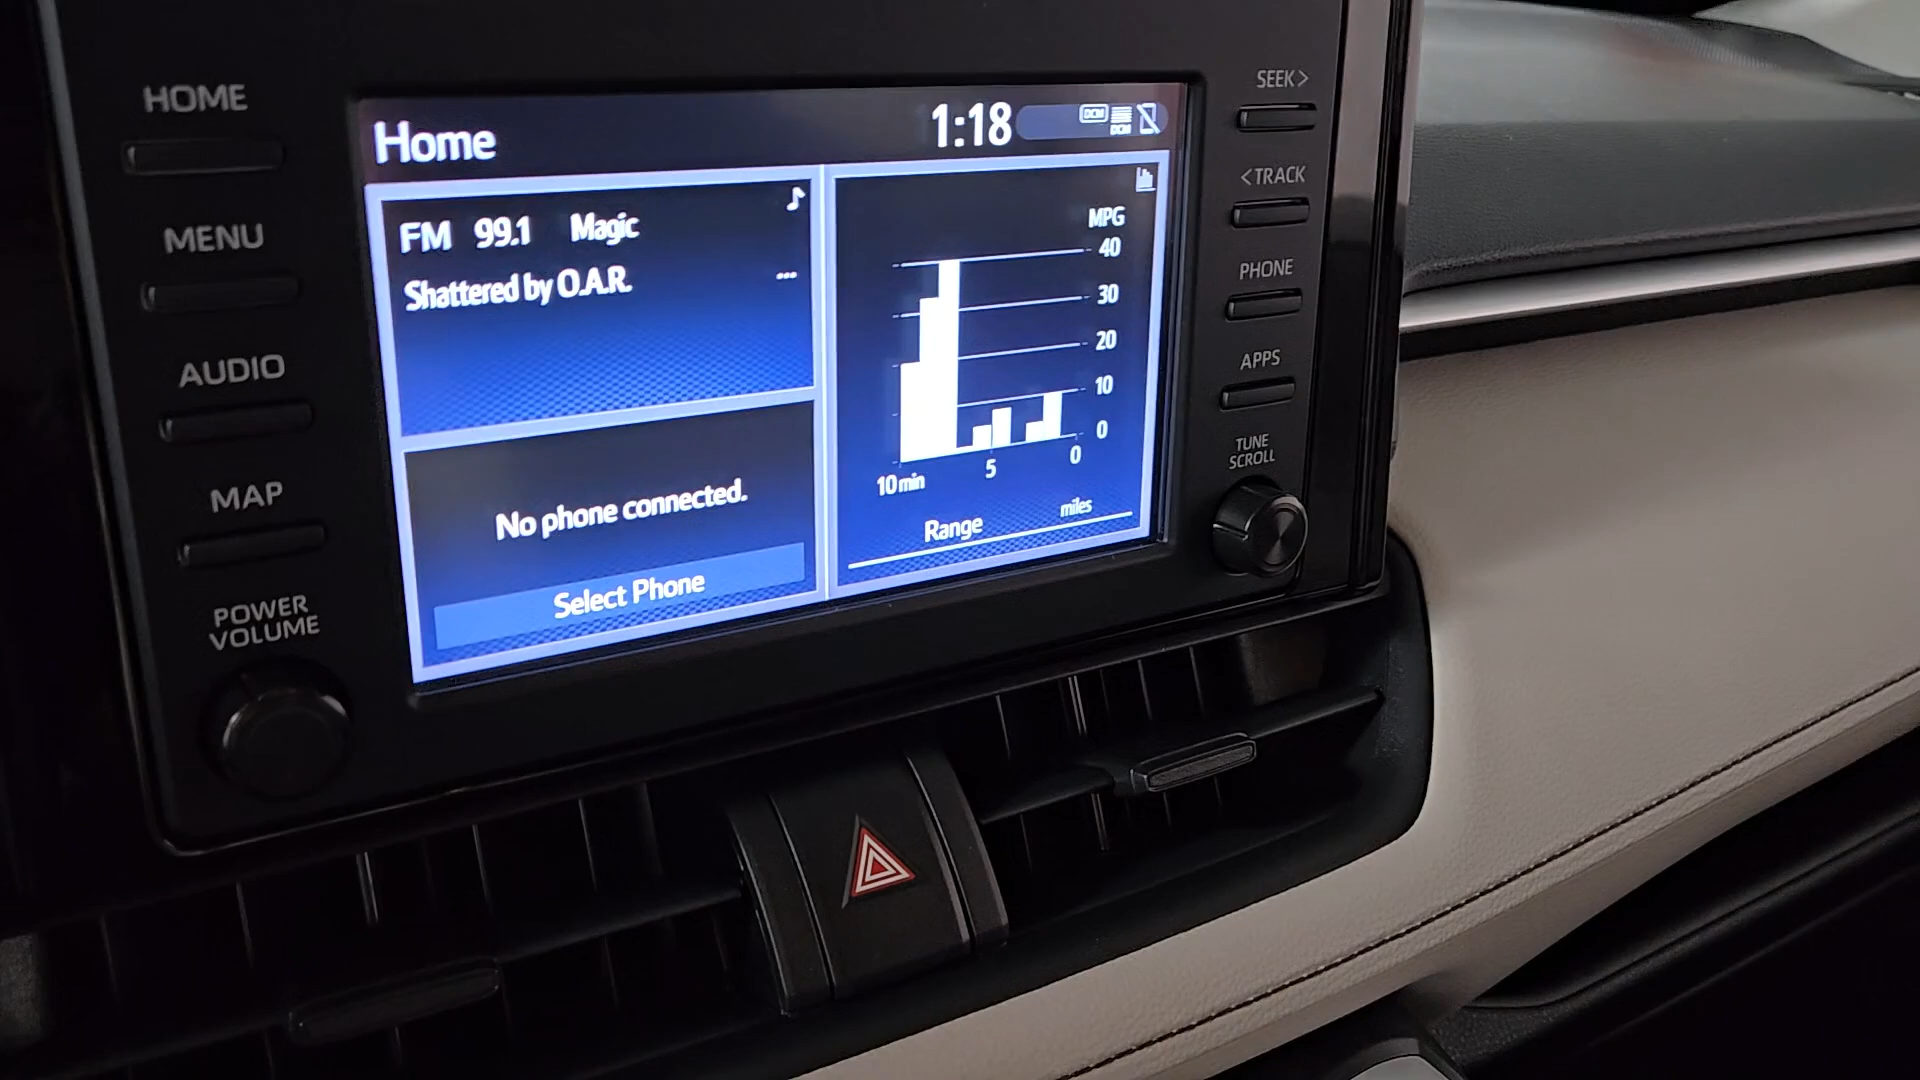 HOME
MENU
AUDIO
MAP
POWER
VOLUME
Home
1:18
DCM
DCM
FM 99.1 Magic
Shattered by O.A.R.
...
No phone connected.
Select Phone
MPG
40
30
20
10
0
10 min 5 0
Range miles
SEEK>
<TRACK
PHONE
APPS
TUNE
SCROLL